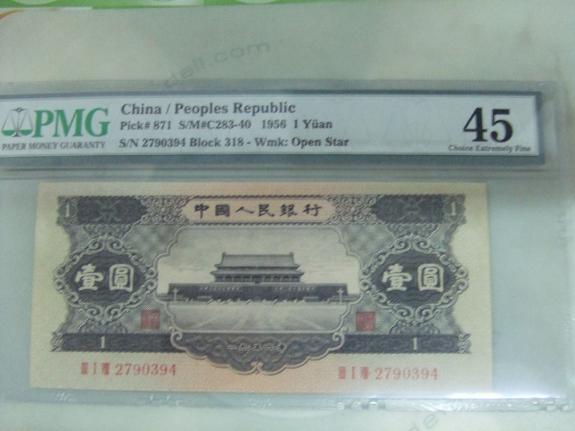 PMG
PAPER MONEY GUARANTY
China / Peoples Republic
Pick# 871 S/M#C283-40 1956 1 Yüan
S/N 2790394 Block 318 - Wmk: Open Star
45
Choice Extremely Fine
中國人民銀行
1 1
壹圓 壹圓
1 1
2790394 2790394